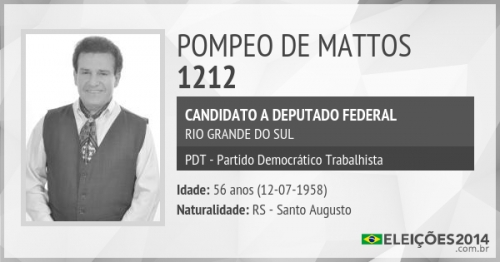 POMPEO DE MATTOS
1212
CANDIDATO A DEPUTADO FEDERAL
RIO GRANDE DO SUL
PDT - Partido Democrático Trabalhista
Idade: 56 anos (12-07-1958)
Naturalidade: RS - Santo Augusto
ELEIÇÕES2014
.com.br